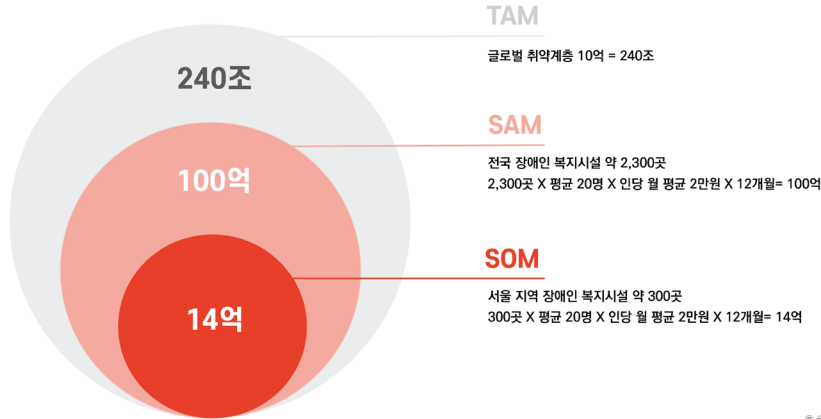 TAM
글로벌 취약계층 10억 = 240조
240조
SAM
전국 장애인 복지시설 약 2,300곳
2,300곳 X 평균 20명 X 인당 월 평균 2만원 X 12개월= 100억
100억
SOM
서울 지역 장애인 복지시설 약 300곳
300곳 X 평균 20명 X 인당 월 평균 2만원 X 12개월= 14억
14억